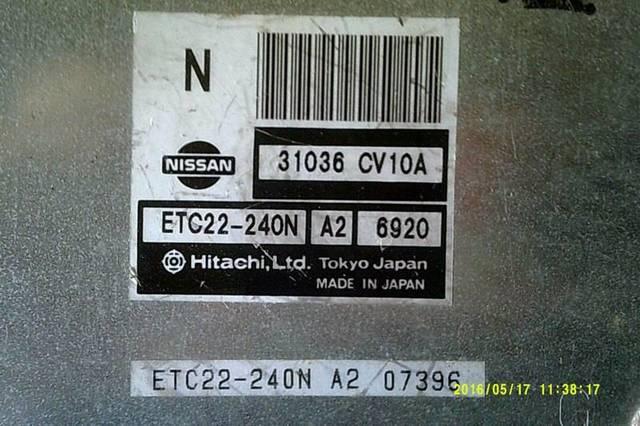 N
NISSAN
31036 CV10A
ETC22-240N A2 6920
Hitachi,Ltd. Tokyo Japan
MADE IN JAPAN
ETC22-240N A2 07396
2016/05/17 11:38:17